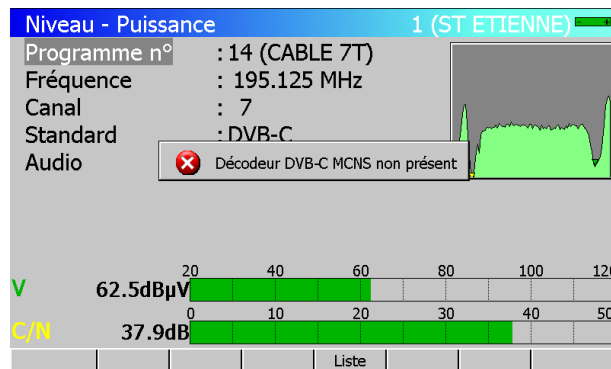 Niveau - Puissance 1 (ST ETIENNE)
Programme n° : 14 (CABLE 7T)
Fréquence : 195.125 MHz
Canal : 7
Standard : DVB-C
Audio
Décodeur DVB-C MCNS non présent
20 40 60 80 100 120
V 62.5dBµV
0 10 20 30 40 50
C/N 37.9dB
Liste